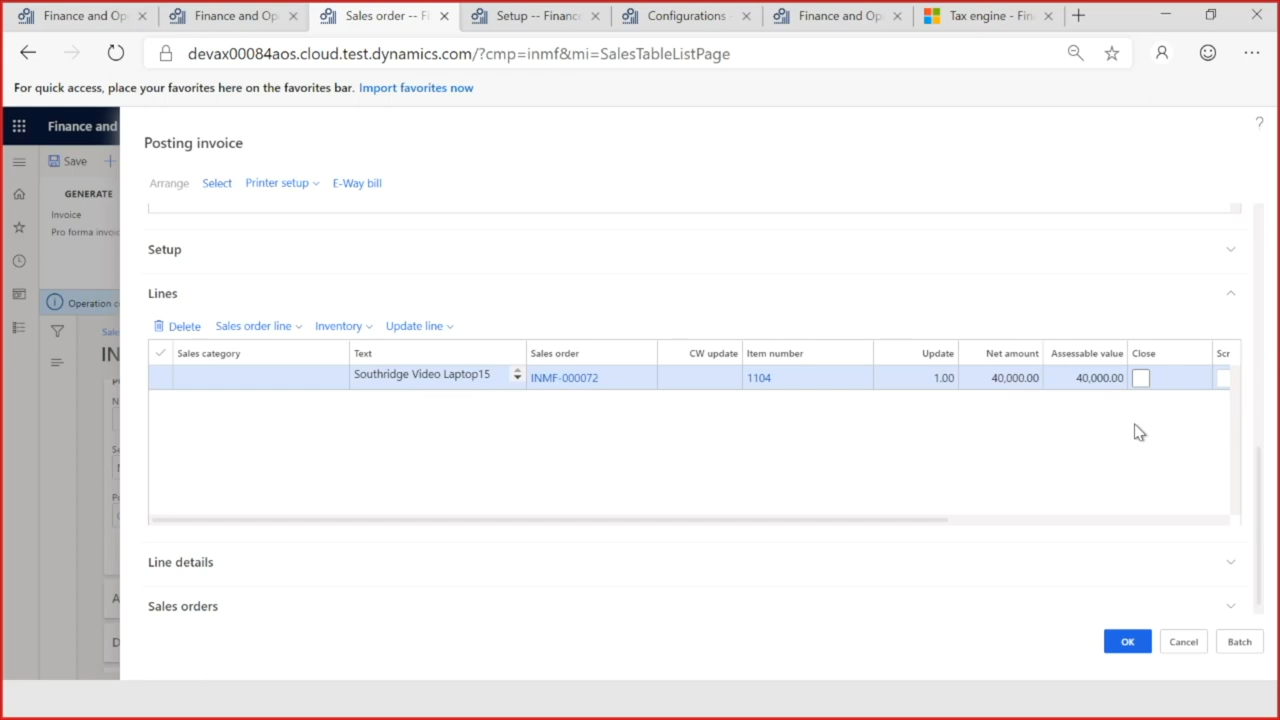 Finance and Op
Finance and Op
Sales order -- Fi
Setup -- Finance
Configurations -
Finance and Op
Tax engine - Fin
devax00084aos.cloud.test.dynamics.com/?cmp=inmf&mi=SalesTableListPage
For quick access, place your favorites here on the favorites bar. Import favorites now
Finance and
?
Posting invoice
Save
Arrange Select Printer setup E-Way bill
GENERATE
Invoice
Pro forma invoic
Setup
Lines
Operation c
Delete Sales order line Inventory Update line
Sales
IN
Sales category Text Sales order CW update Item number Update Net amount Assessable value Close Scr
Southridge Video Laptop15 INMF-000072 1104 1.00 40,000.00 40,000.00
N
Se
Po
Line details
A
Sales orders
D
OK Cancel Batch